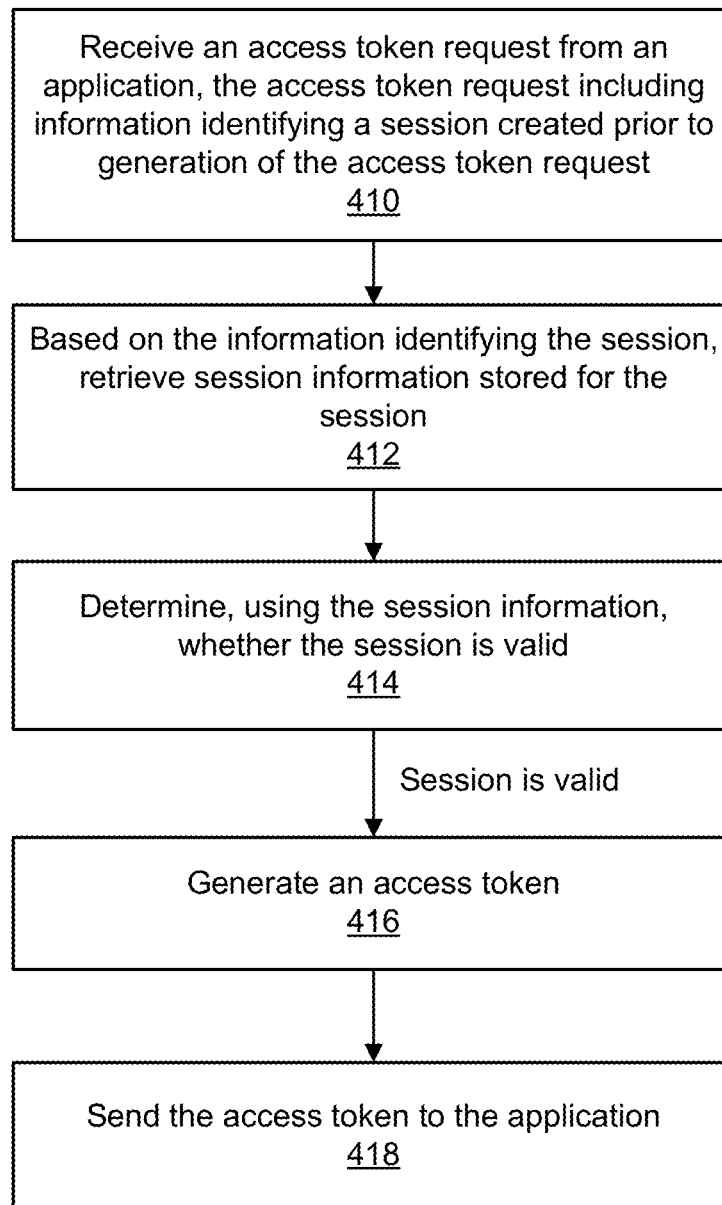 Receive an access token request from an
application, the access token request including
information identifying a session created prior to
generation of the access token request
410
Based on the information identifying the session,
retrieve session information stored for the
session
412
Determine, using the session information,
whether the session is valid
414
Session is valid
Generate an access token
416
Send the access token to the application
418